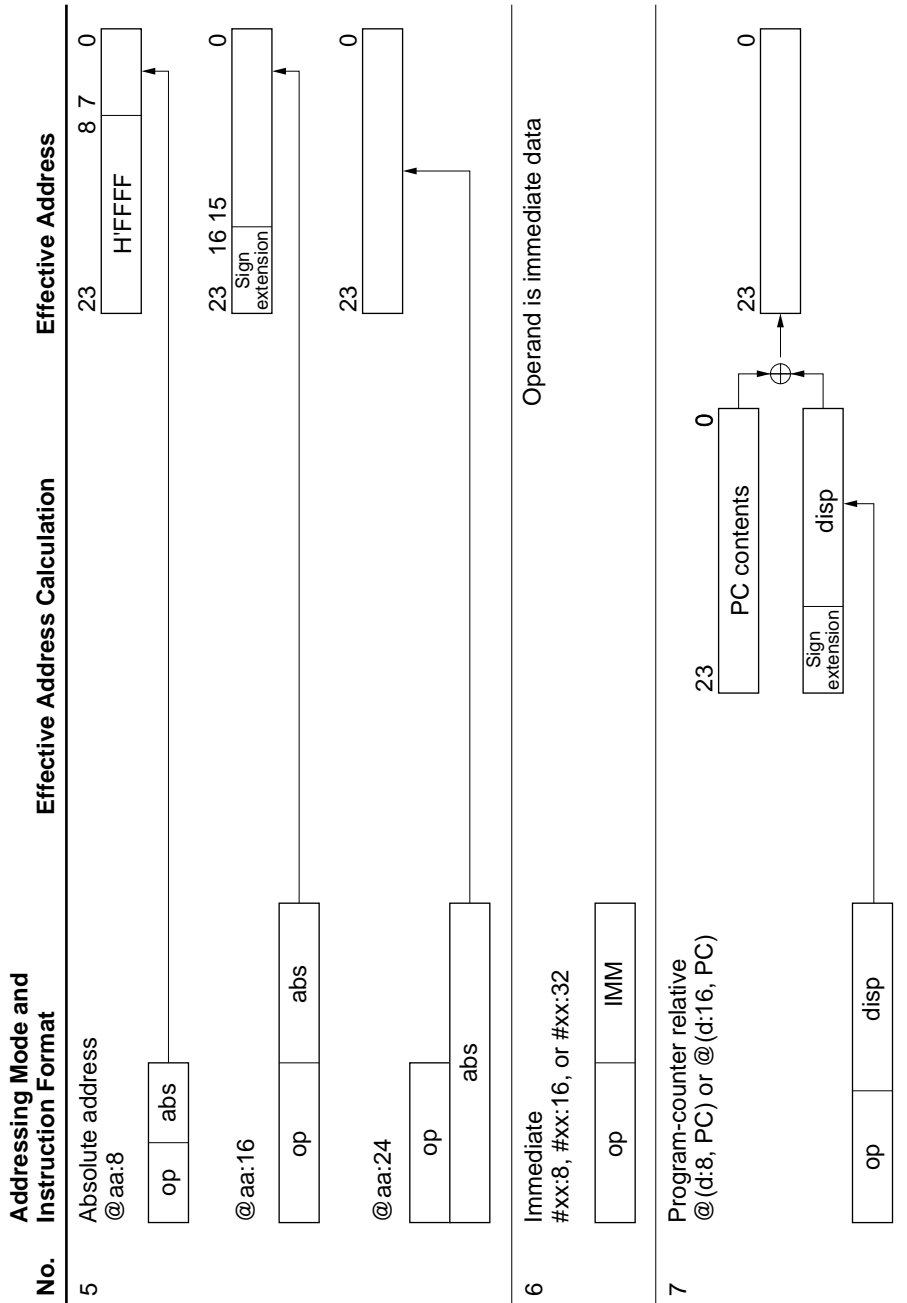 No.
Addressing Mode and
Instruction Format
Effective Address Calculation
Effective Address
5
Absolute address
@aa:8
op
abs
23
8 7
0
H'FFFF
@aa:16
op
abs
23
16 15
0
Sign
extension
@aa:24
op
abs
23
0
6
Immediate
#xx:8, #xx:16, or #xx:32
op
IMM
Operand is immediate data
7
Program-counter relative
@(d:8, PC) or @(d:16, PC)
op
disp
23
0
PC contents
Sign
extension
disp
23
0